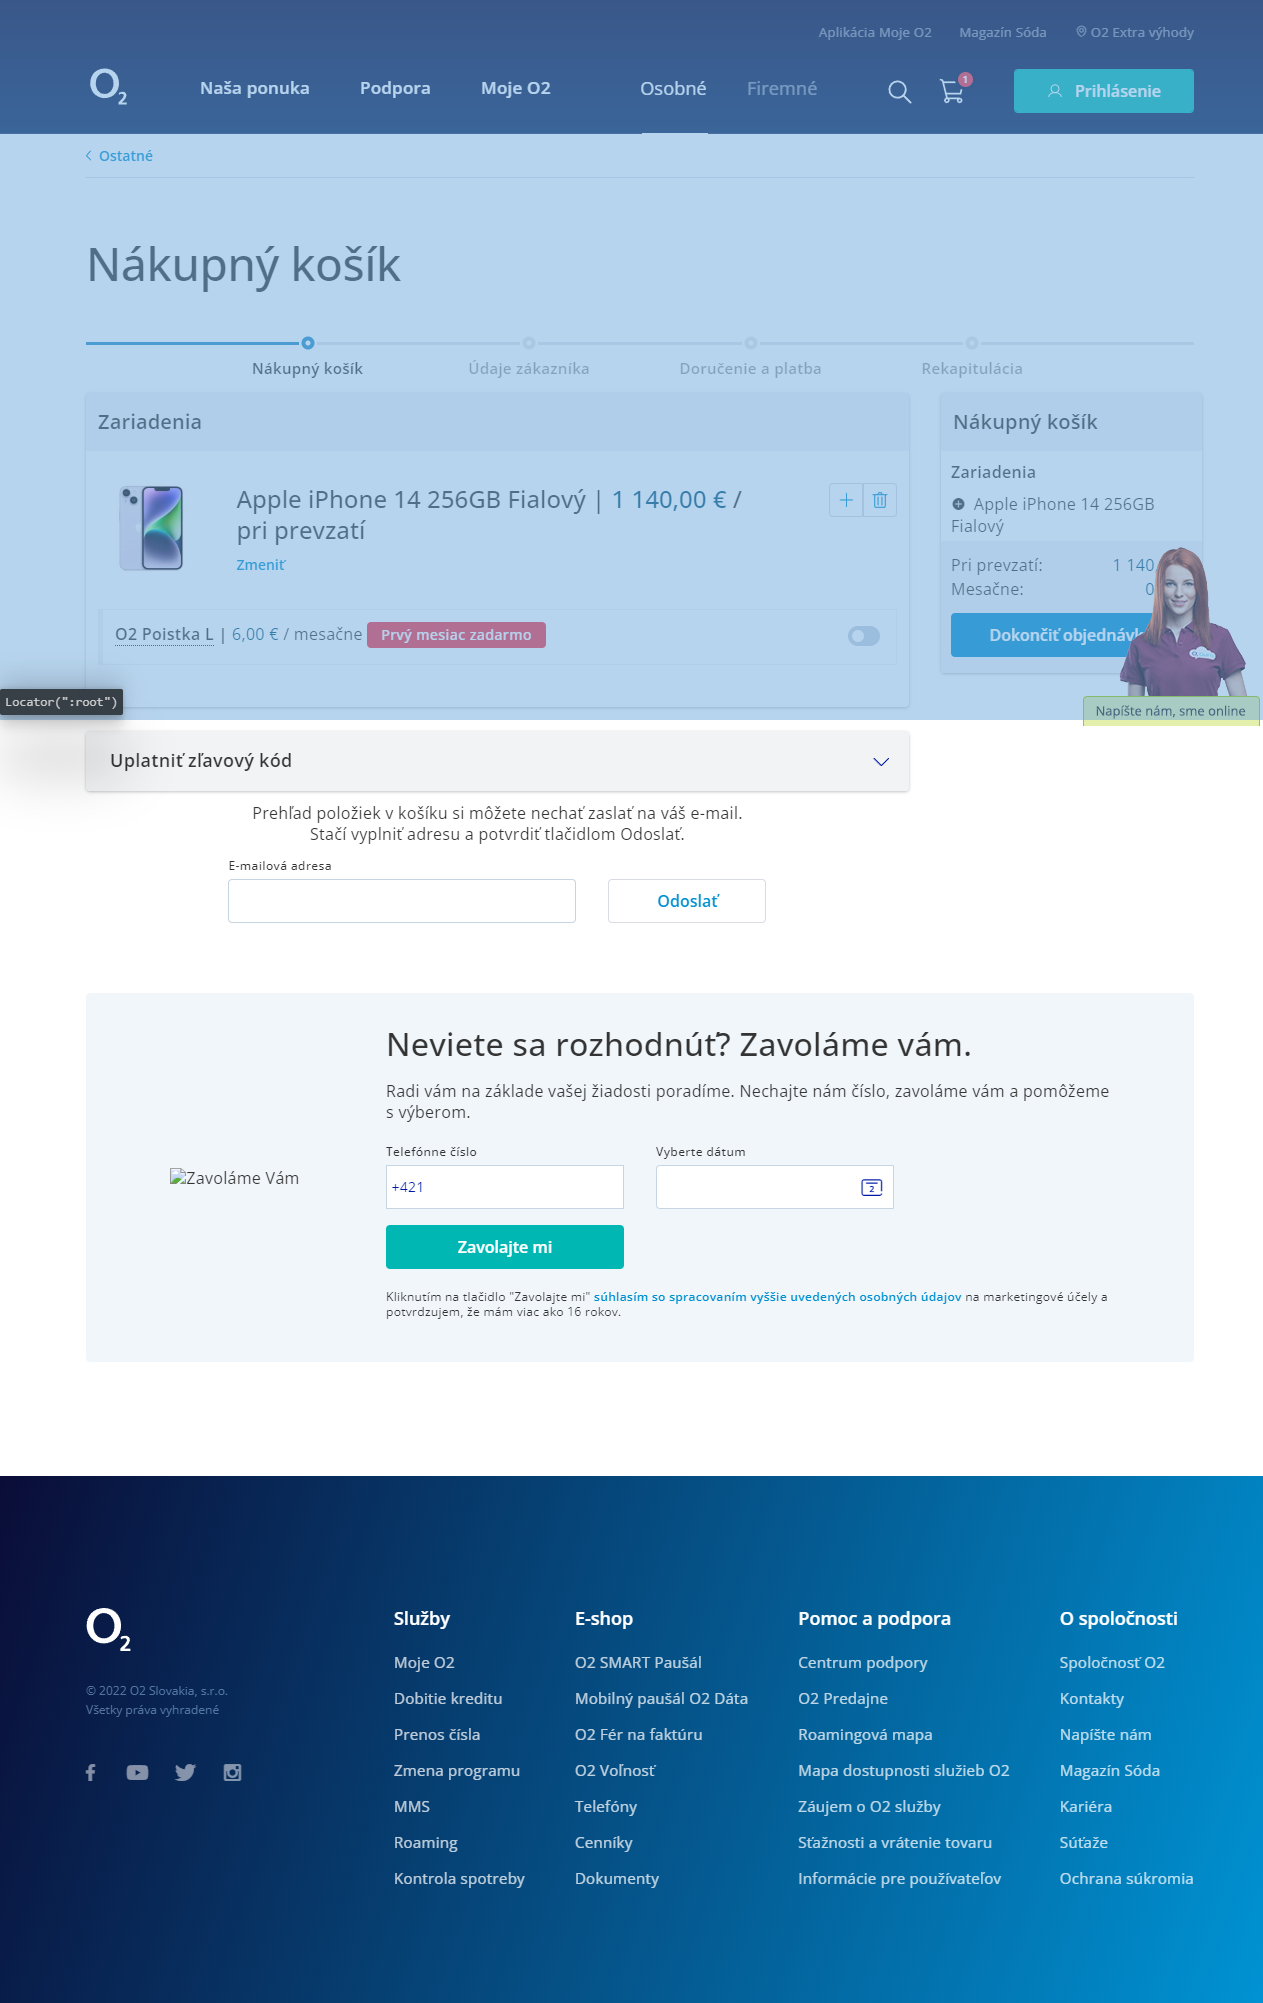 Aplikácia Moje O2 Magazín Sóda O2 Extra výhody
O2 Naša ponuka Podpora Moje O2 Osobné Firemné 1 Prihlásenie
Ostatné
Nákupný košík
Nákupný košík Údaje zákazníka Doručenie a platba Rekapitulácia
Zariadenia
Apple iPhone 14 256GB Fialový | 1 140,00 € /
pri prevzatí
Zmeniť
O2 Poistka L | 6,00 € / mesačne Prvý mesiac zadarmo
Nákupný košík
Zariadenia
Apple iPhone 14 256GB
Fialový
Pri prevzatí: 1 140
Mesačne: 0
Dokončiť objednávk
Napíšte nám, sme online
Locator(":root")
Uplatniť zľavový kód
Prehľad položiek v košíku si môžete nechať zaslať na váš e-mail.
Stačí vyplniť adresu a potvrdiť tlačidlom Odoslať.
E-mailová adresa
Odoslať
Neviete sa rozhodnúť? Zavoláme vám.
Radi vám na základe vašej žiadosti poradíme. Nechajte nám číslo, zavoláme vám a pomôžeme
s výberom.
Zavoláme Vám
Telefónne číslo Vyberte dátum
+421 2
Zavolajte mi
Kliknutím na tlačidlo "Zavolajte mi" súhlasím so spracovaním vyššie uvedených osobných údajov na marketingové účely a
potvrdzujem, že mám viac ako 16 rokov.
O2
© 2022 O2 Slovakia, s.r.o.
Všetky práva vyhradené
Služby
Moje O2
Dobitie kreditu
Prenos čísla
Zmena programu
MMS
Roaming
Kontrola spotreby
E-shop
O2 SMART Paušál
Mobilný paušál O2 Dáta
O2 Fér na faktúru
O2 Voľnosť
Telefóny
Cenníky
Dokumenty
Pomoc a podpora
Centrum podpory
O2 Predajne
Roamingová mapa
Mapa dostupnosti služieb O2
Záujem o O2 služby
Sťažnosti a vrátenie tovaru
Informácie pre používateľov
O spoločnosti
Spoločnosť O2
Kontakty
Napíšte nám
Magazín Sóda
Kariéra
Súťaže
Ochrana súkromia